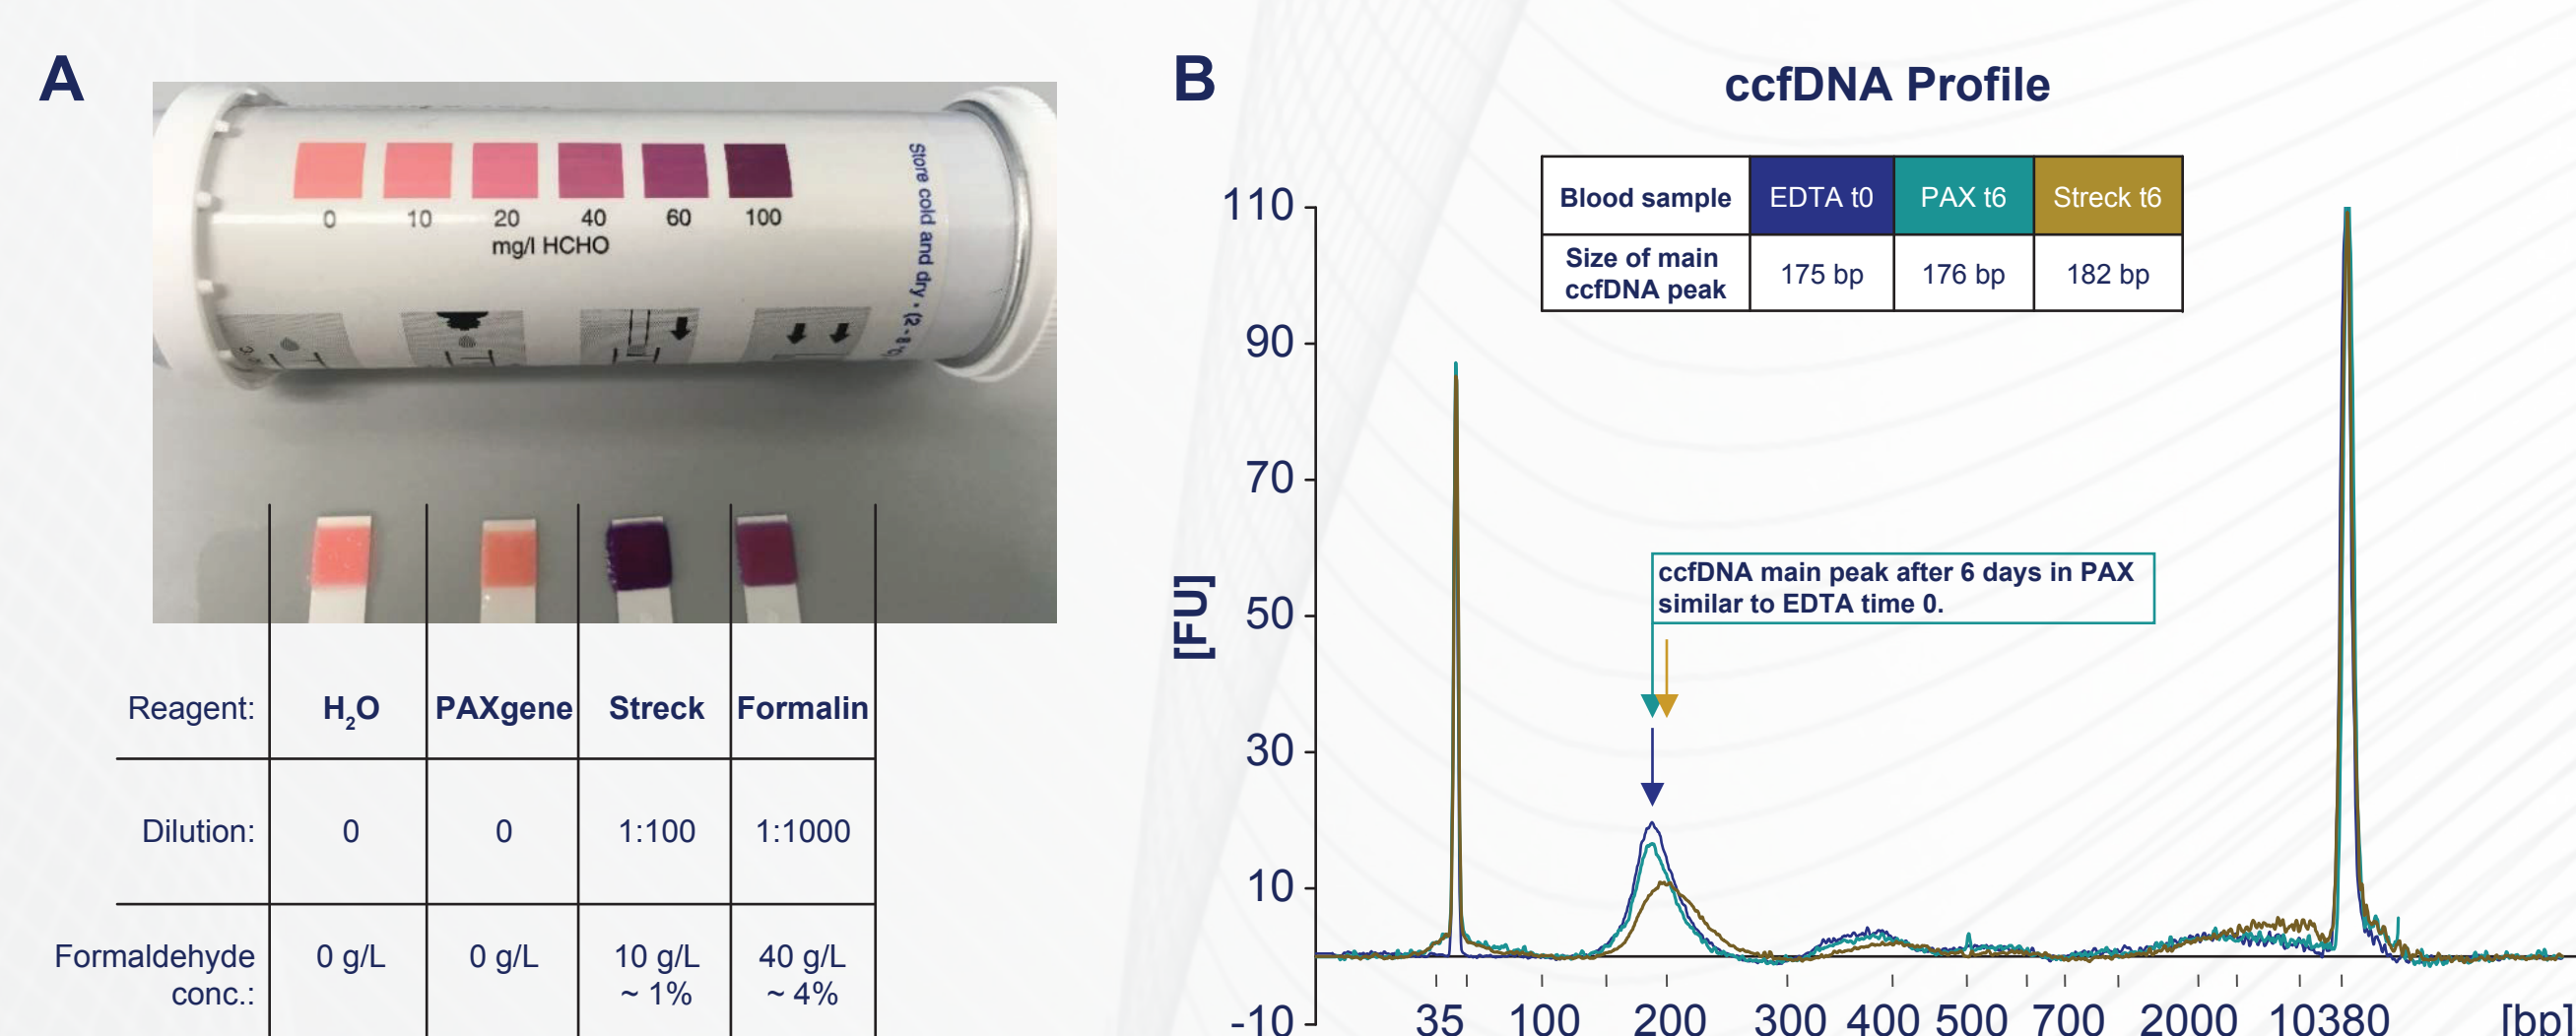 A
0 10 20 40 60 100
mg/l HCHO
Store cold and dry
Reagent: H₂O PAXgene Streck Formalin
Dilution: 0 0 1:100 1:1000
Formaldehyde conc.: 0 g/L 0 g/L 10 g/L ~ 1% 40 g/L ~ 4%
B
ccfDNA Profile
Blood sample EDTA t0 PAX t6 Streck t6
Size of main ccfDNA peak 175 bp 176 bp 182 bp
ccfDNA main peak after 6 days in PAX
similar to EDTA time 0.
[FU]
110
90
70
50
30
10
-10
35 100 200 300 400 500 700 2000 10380 [bp]